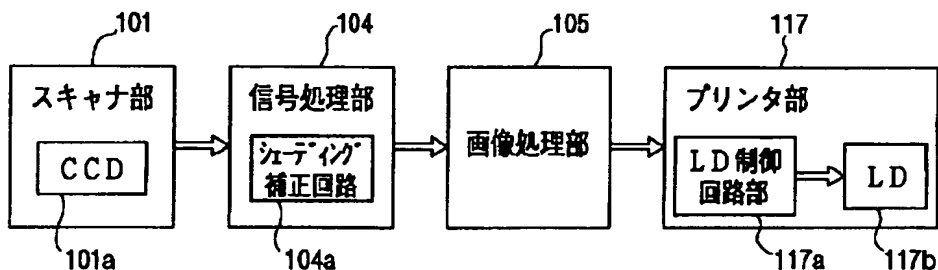 101
104
105
117
スキャナ部
信号処理部
画像処理部
プリンタ部
CCD
シェーディング
補正回路
LD制御
回路部
LD
101a
104a
117a
117b